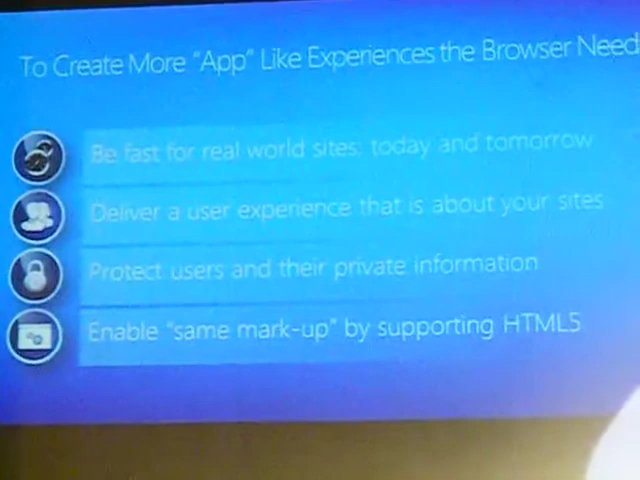 To Create More "App" Like Experiences the Browser Need
Be fast for real world sites: today and tomorrow
Deliver a user experience that is about your sites
Protect users and their private information
Enable "same mark-up" by supporting HTML5